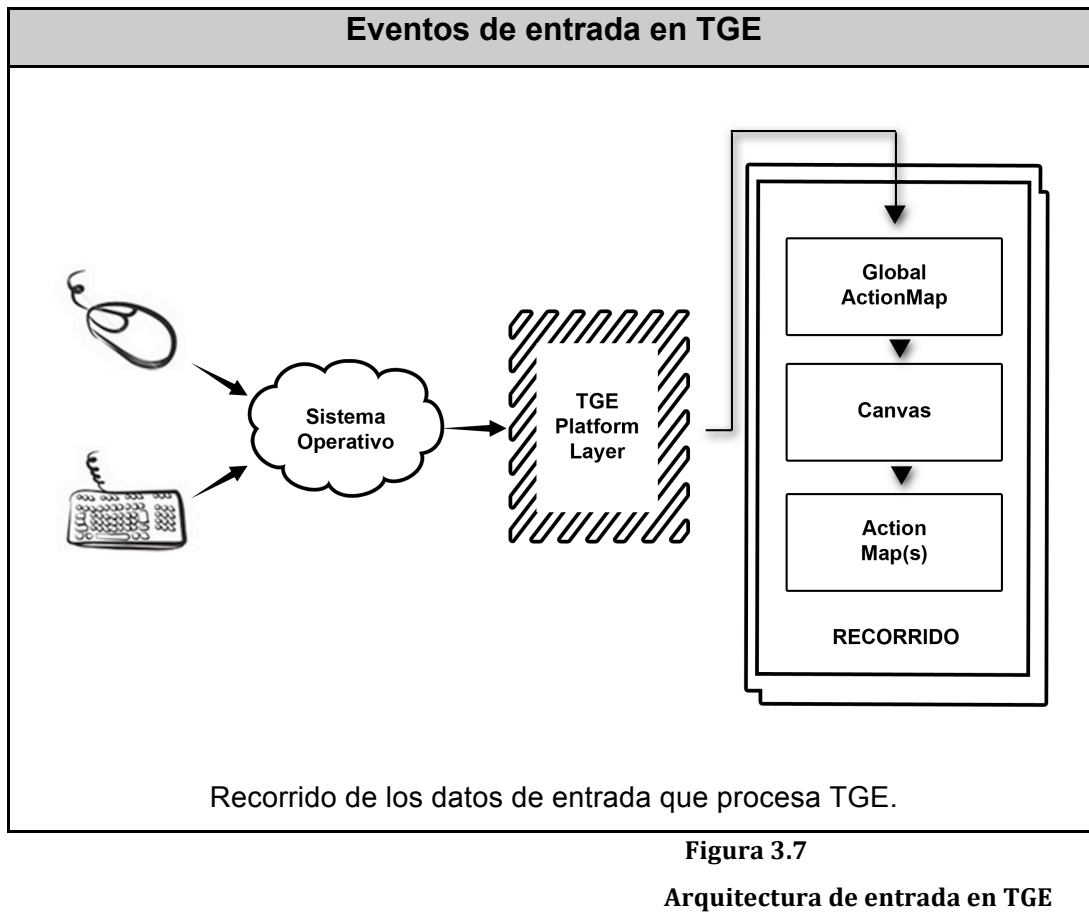 Eventos de entrada en TGE
Sistema
Operativo
TGE
Platform
Layer
Global
ActionMap
Canvas
Action
Map(s)
RECORRIDO
Recorrido de los datos de entrada que procesa TGE.
Figura 3.7
Arquitectura de entrada en TGE